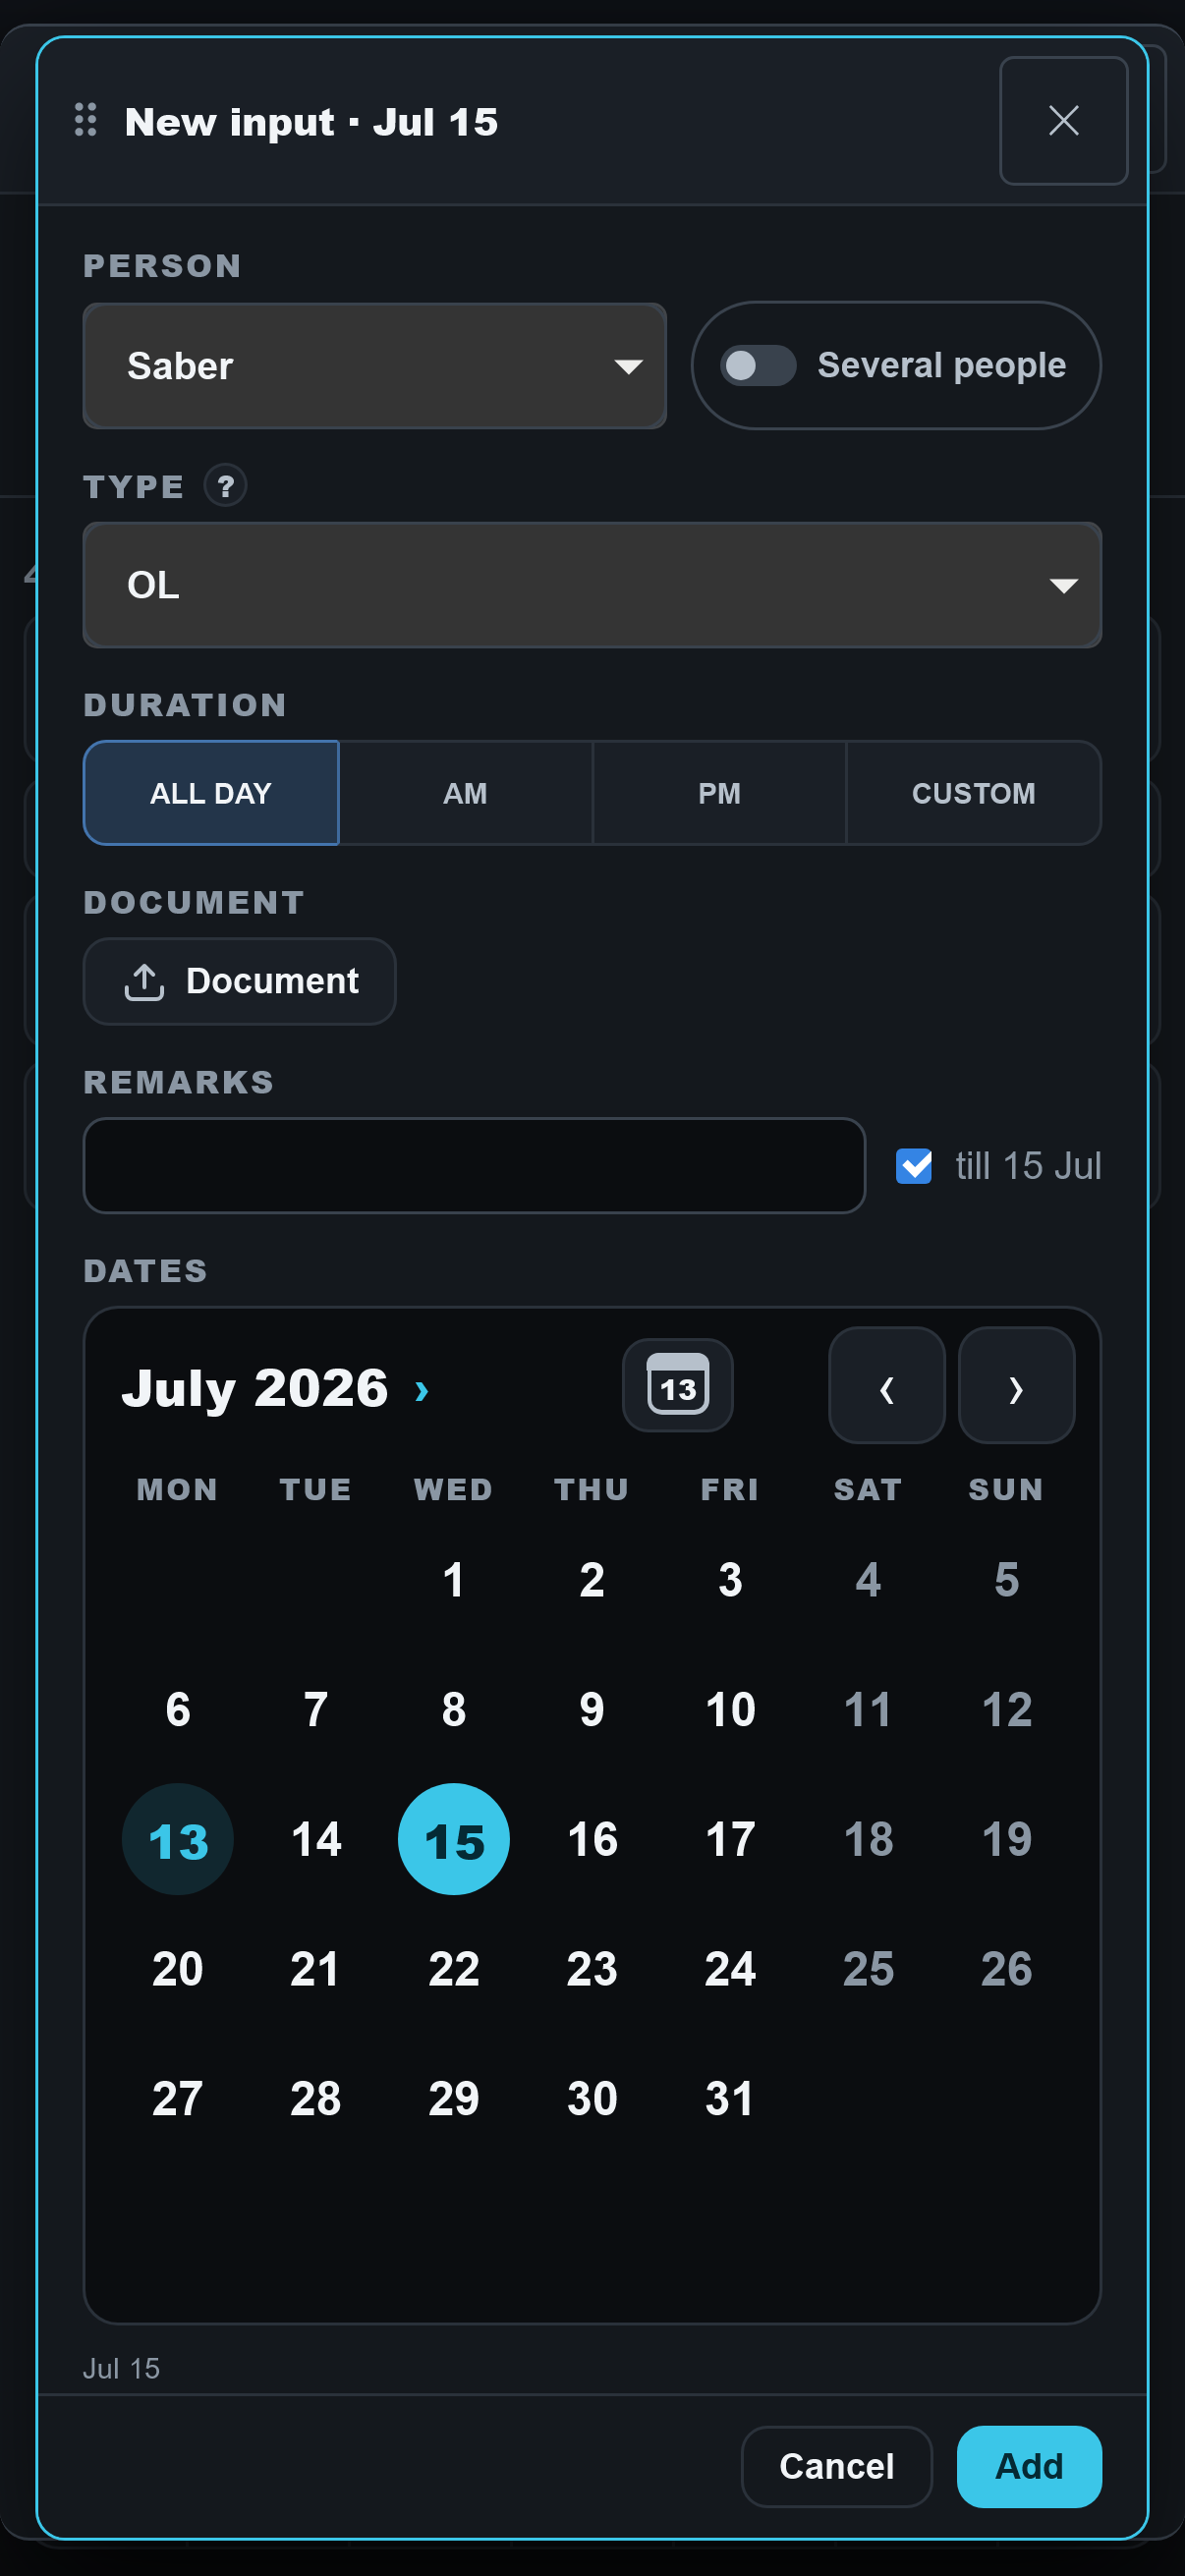 New input · Jul 15
PERSON
Saber
Several people
TYPE ?
OL
DURATION
ALL DAY AM PM CUSTOM
DOCUMENT
Document
REMARKS
till 15 Jul
DATES
July 2026 ›
13
‹ ›
MON TUE WED THU FRI SAT SUN
1 2 3 4 5
6 7 8 9 10 11 12
13 14 15 16 17 18 19
20 21 22 23 24 25 26
27 28 29 30 31
Jul 15
Cancel Add